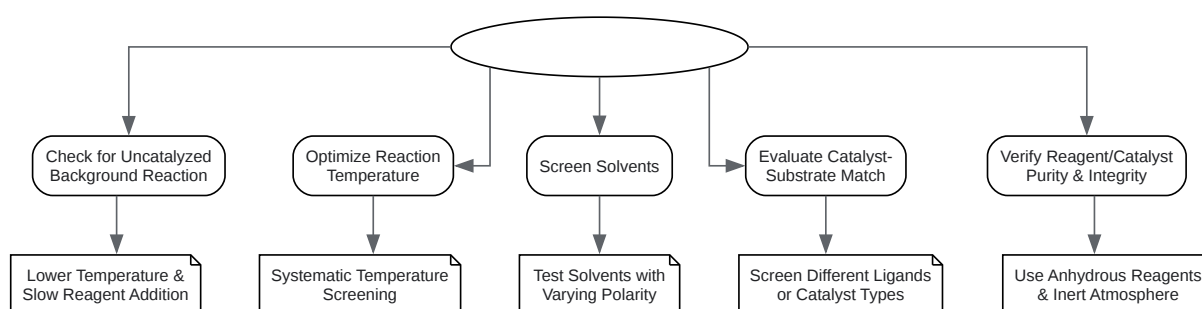 Check for Uncatalyzed
Background Reaction
Optimize Reaction
Temperature
Screen Solvents
Evaluate Catalyst-
Substrate Match
Verify Reagent/Catalyst
Purity & Integrity
Lower Temperature &
Slow Reagent Addition
Systematic Temperature
Screening
Test Solvents with
Varying Polarity
Screen Different Ligands
or Catalyst Types
Use Anhydrous Reagents
& Inert Atmosphere